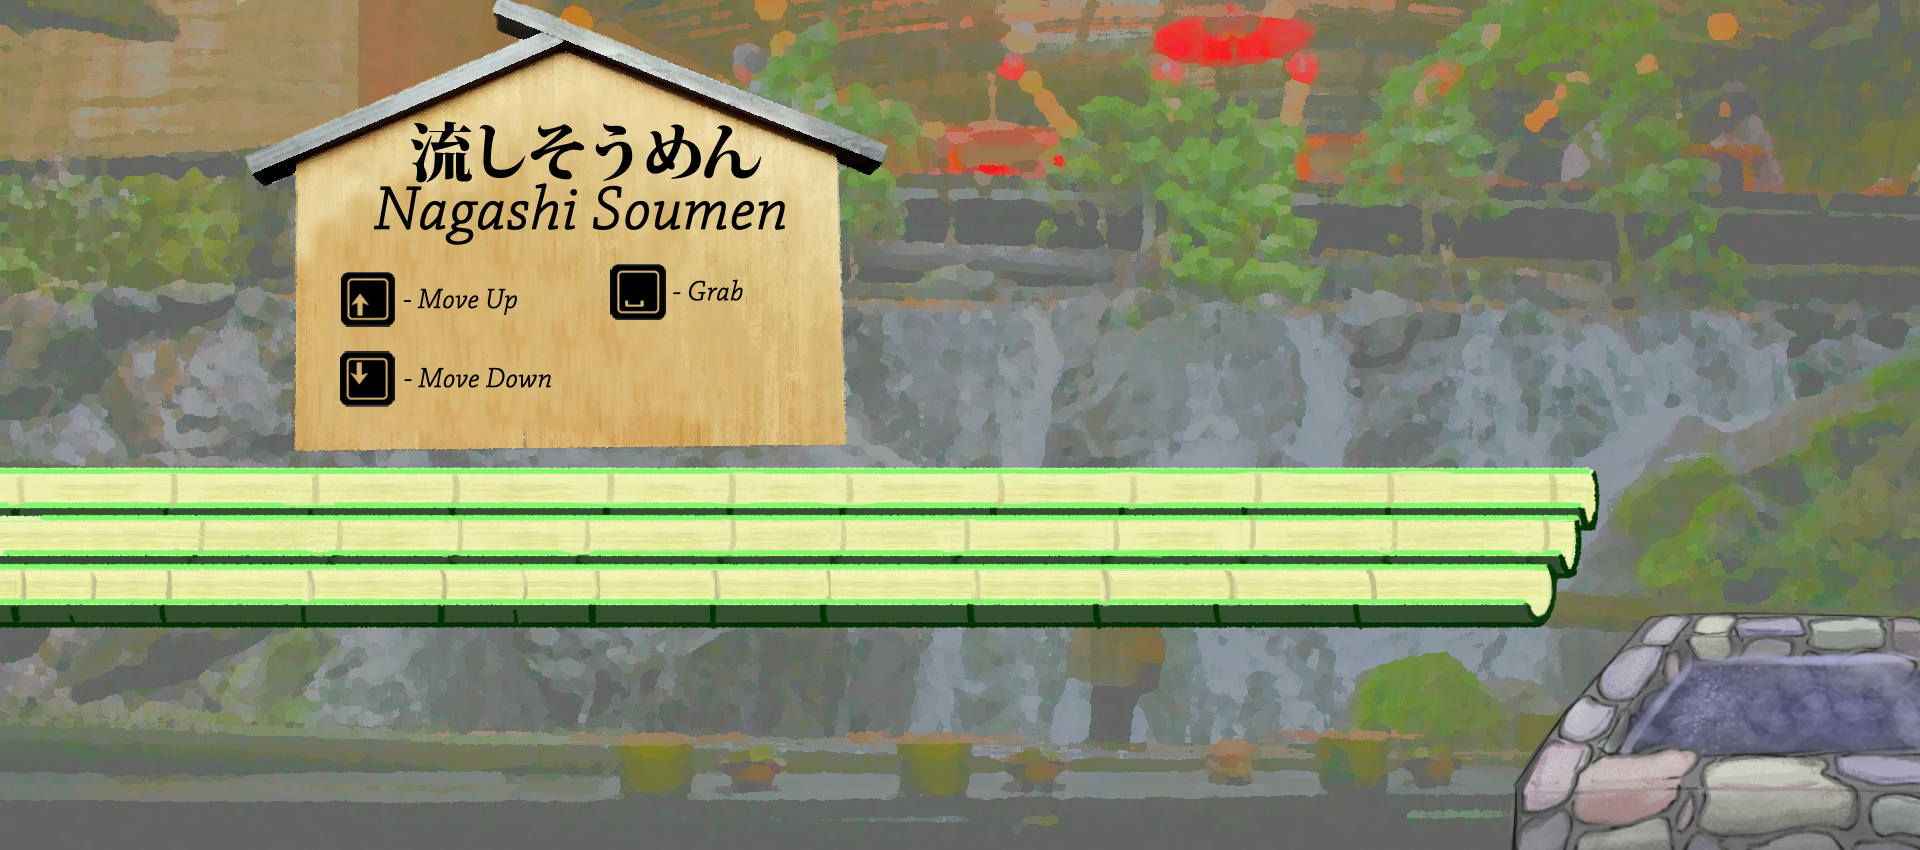 流しそうめん
Nagashi Soumen
- Move Up
- Grab
- Move Down